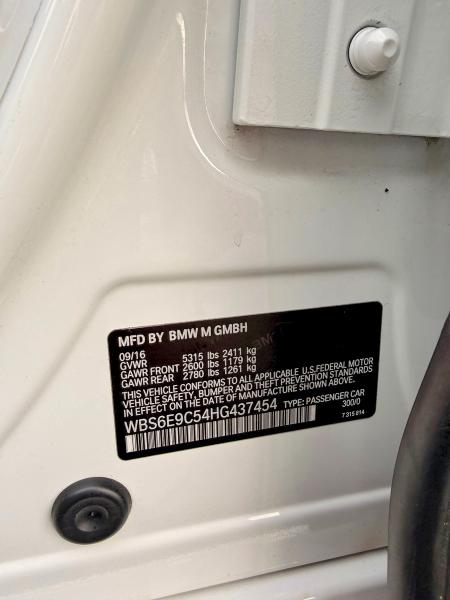 MFD BY BMW M GMBH
09/16
GVWR 5315 lbs 2411 kg
GAWR FRONT 2600 lbs 1179 kg
GAWR REAR 2780 lbs 1261 kg
THIS VEHICLE CONFORMS TO ALL APPLICABLE U.S.FEDERAL MOTOR
VEHICLE SAFETY, BUMPER AND THEFT PREVENTION STANDARDS
IN EFFECT ON THE DATE OF MANUFACTURE SHOWN ABOVE.
WBS6E9C54HG437454 TYPE: PASSENGER CAR
300/0
7 315 814